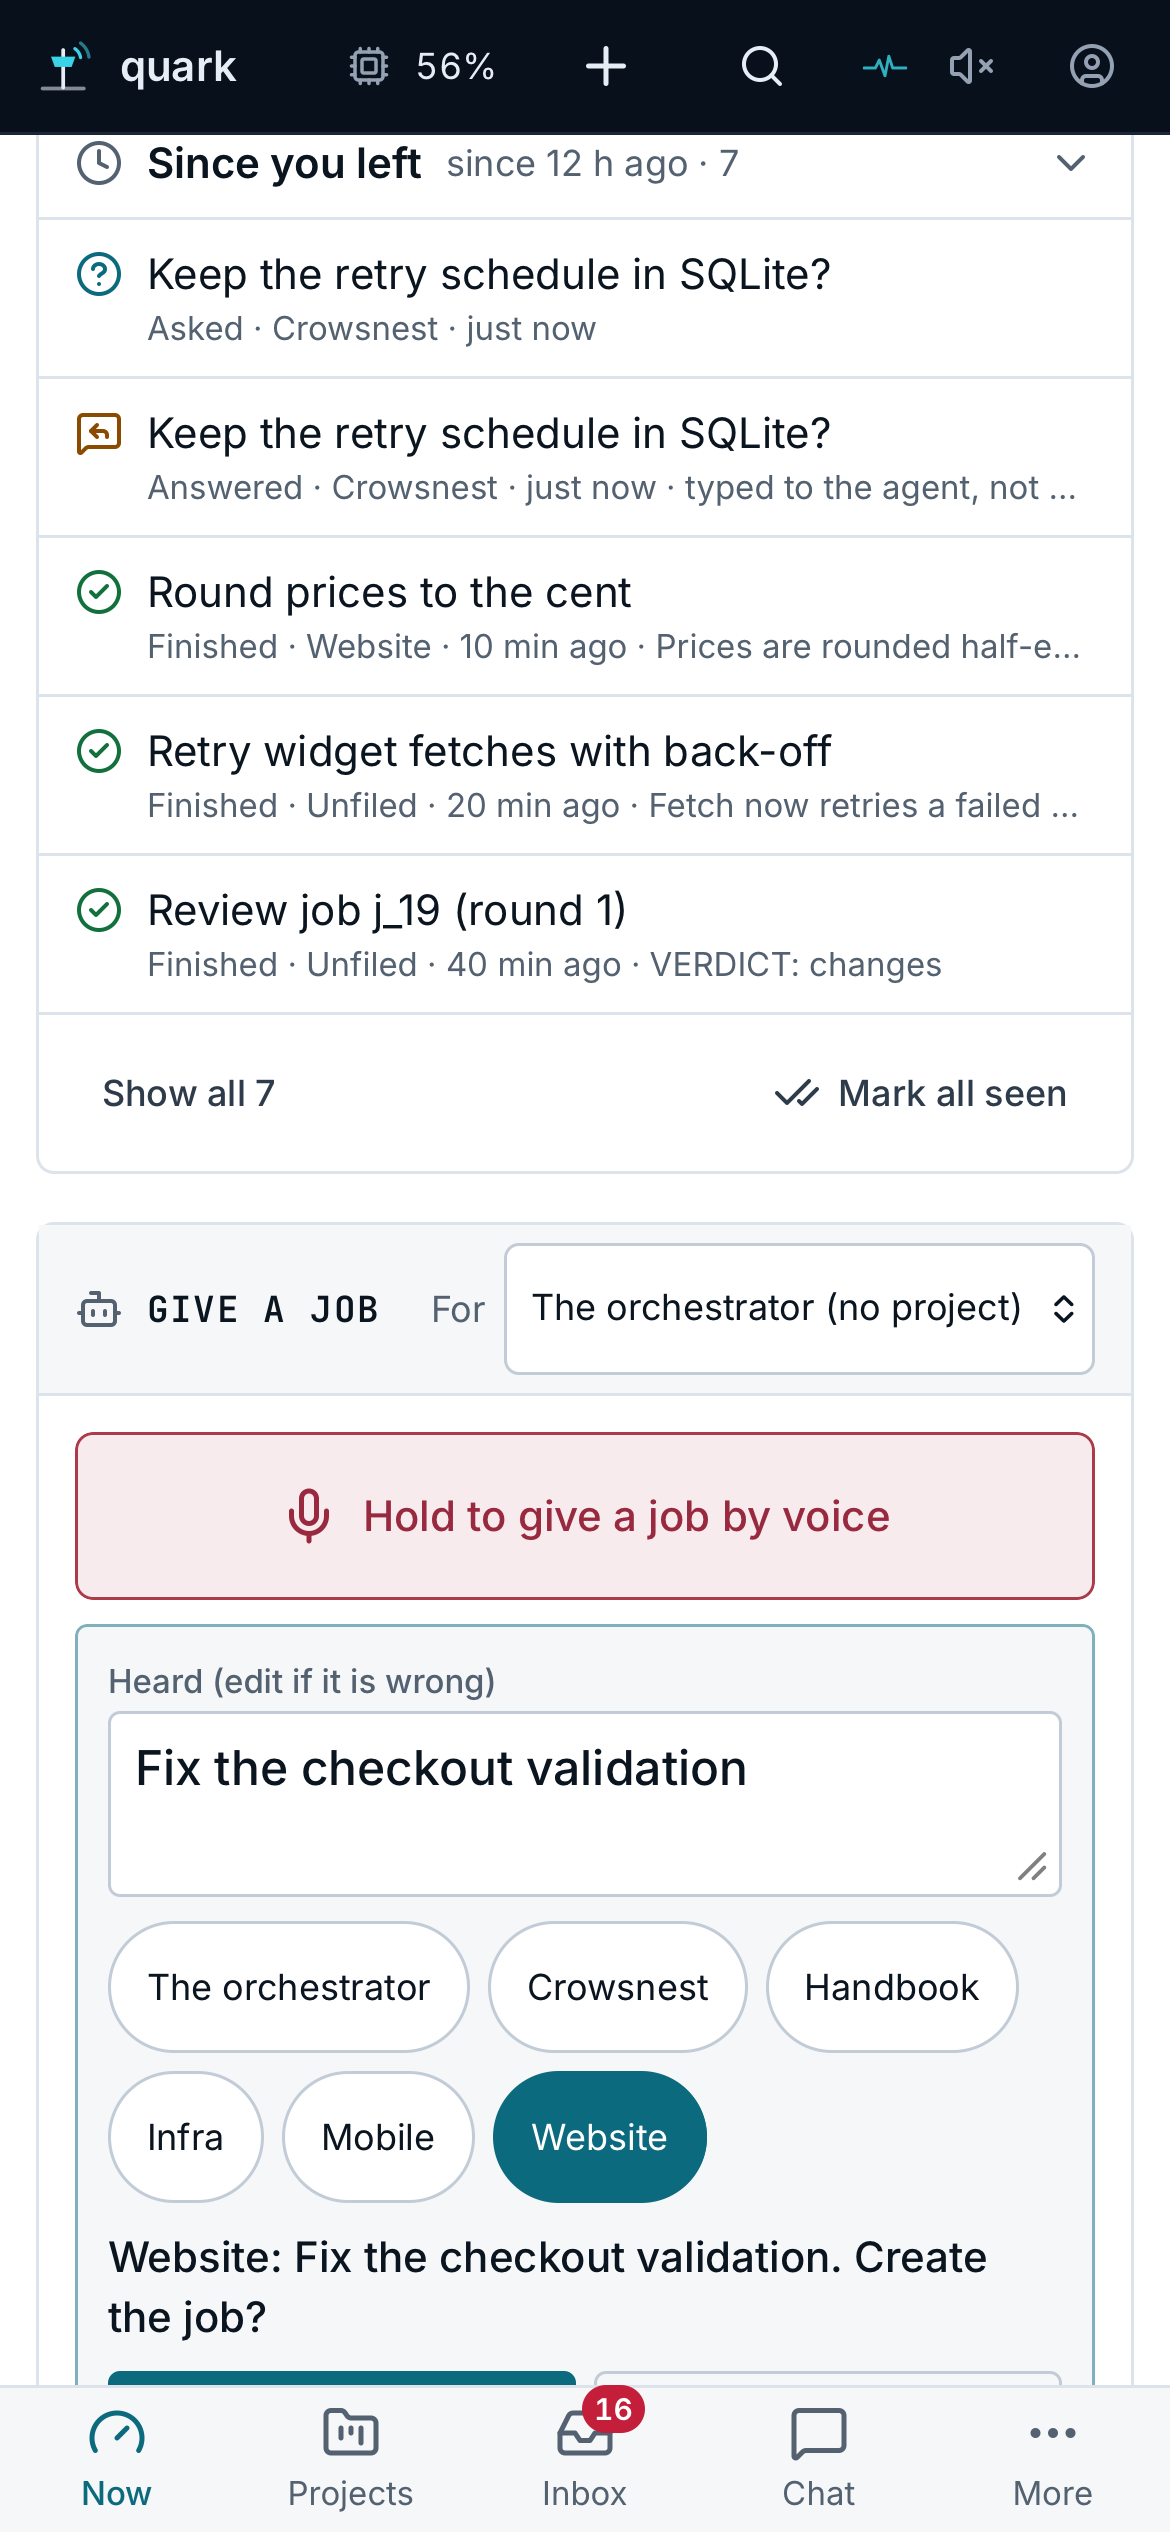 quark 56%
Since you left since 12 h ago · 7
Keep the retry schedule in SQLite?
Asked · Crowsnest · just now
Keep the retry schedule in SQLite?
Answered · Crowsnest · just now · typed to the agent, not ...
Round prices to the cent
Finished · Website · 10 min ago · Prices are rounded half-e...
Retry widget fetches with back-off
Finished · Unfiled · 20 min ago · Fetch now retries a failed ...
Review job j_19 (round 1)
Finished · Unfiled · 40 min ago · VERDICT: changes
Show all 7 Mark all seen
GIVE A JOB For The orchestrator (no project)
Hold to give a job by voice
Heard (edit if it is wrong)
Fix the checkout validation
The orchestrator Crowsnest Handbook
Infra Mobile Website
Website: Fix the checkout validation. Create
the job?
16
Now Projects Inbox Chat More